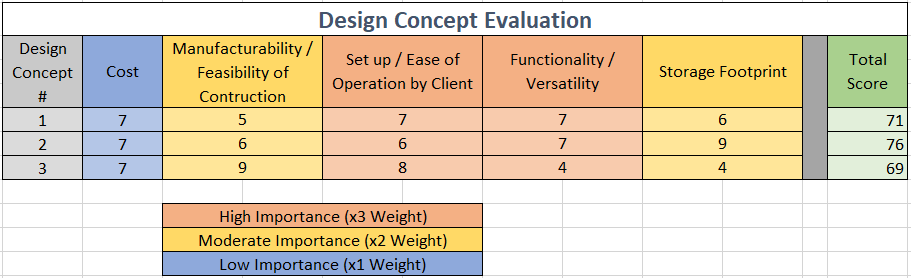 Design Concept Evaluation
Design Concept #
Cost
Manufacturability / Feasibility of Contruction
Set up / Ease of Operation by Client
Functionality / Versatility
Storage Footprint
Total Score
1 7 5 7 7 6 71
2 7 6 6 7 9 76
3 7 9 8 4 4 69
High Importance (x3 Weight)
Moderate Importance (x2 Weight)
Low Importance (x1 Weight)